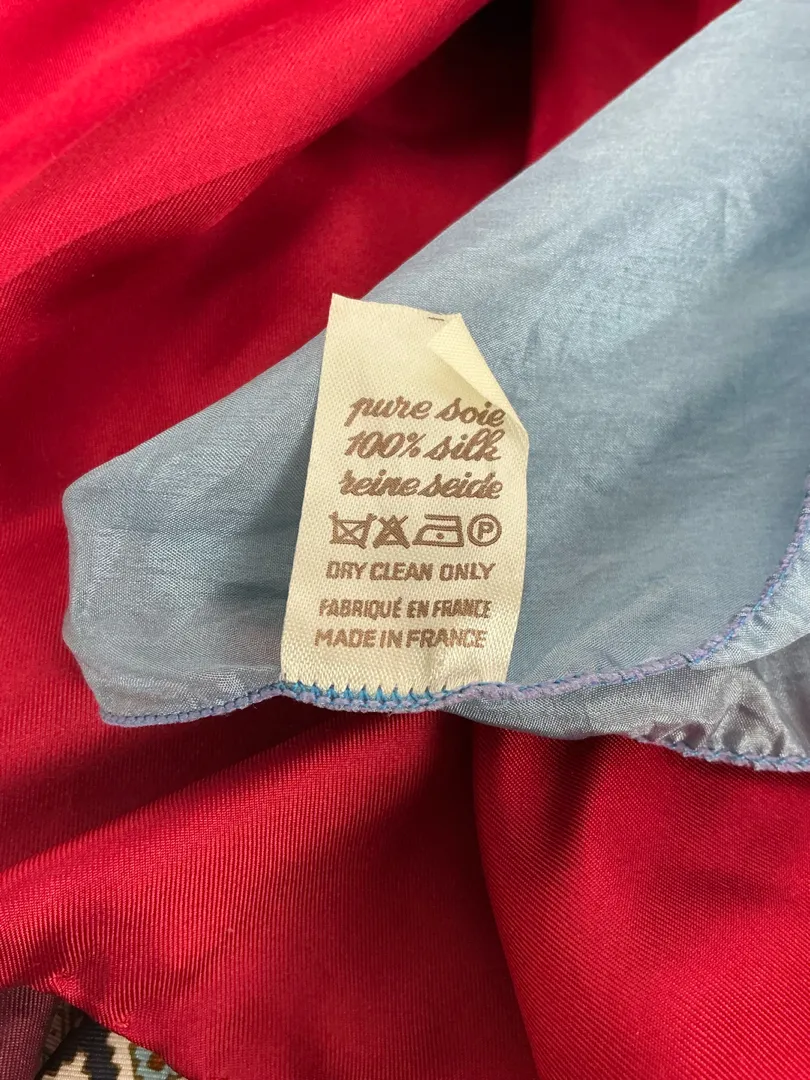 pure soie
100% silk
reine seide
P
DRY CLEAN ONLY
FABRIQUÉ EN FRANCE
MADE IN FRANCE